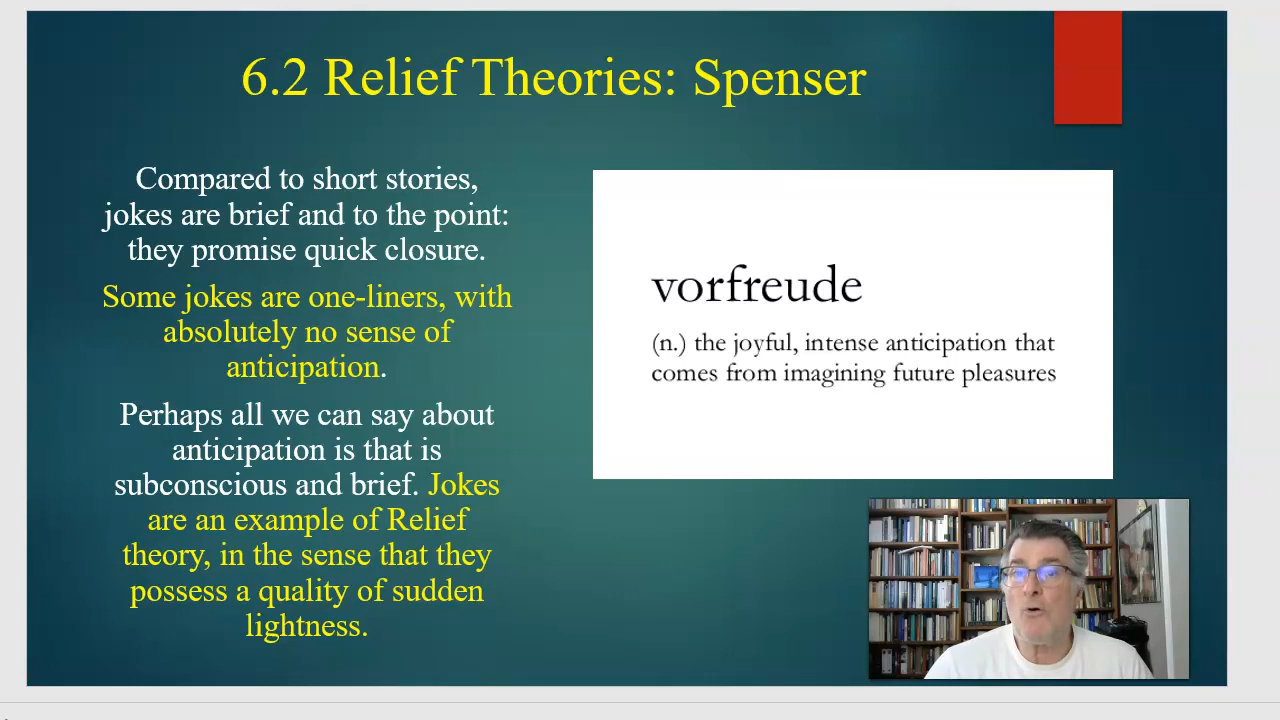 6.2 Relief Theories: Spenser
Compared to short stories,
jokes are brief and to the point:
they promise quick closure.
Some jokes are one-liners, with
absolutely no sense of
anticipation.
Perhaps all we can say about
anticipation is that is
subconscious and brief. Jokes
are an example of Relief
theory, in the sense that they
possess a quality of sudden
lightness.
vorfreude
(n.) the joyful, intense anticipation that
comes from imagining future pleasures